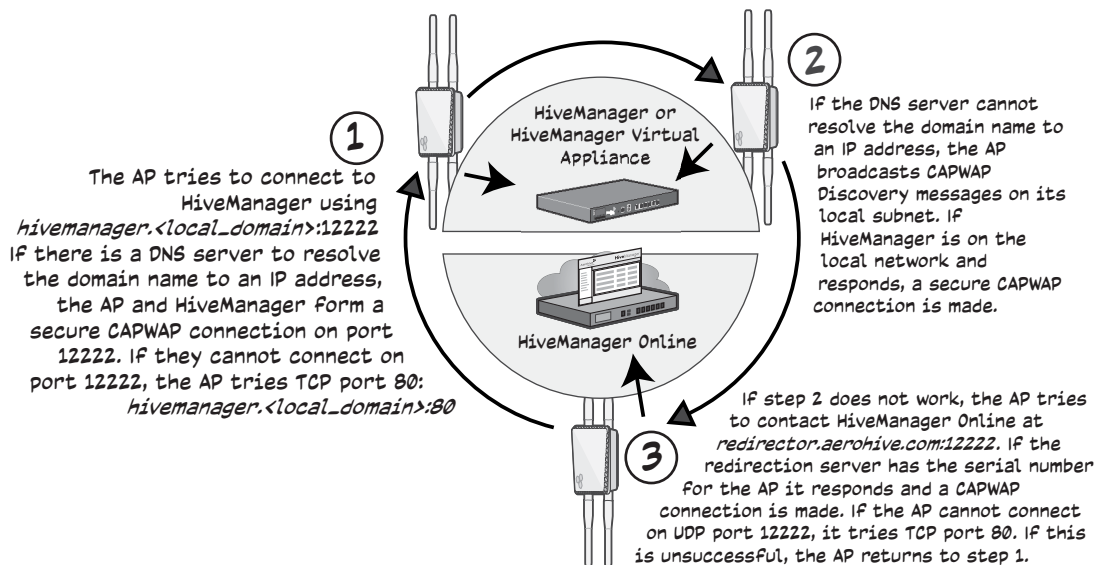 1
The AP tries to connect to
HiveManager using
hivemanager.<local_domain>:12222
If there is a DNS server to resolve
the domain name to an IP address,
the AP and HiveManager form a
secure CAPWAP connection on port
12222. If they cannot connect on
port 12222, the AP tries TCP port 80:
hivemanager.<local_domain>:80
HiveManager or
HiveManager Virtual
Appliance
HiveManager Online
2
If the DNS server cannot
resolve the domain name to
an IP address, the AP
broadcasts CAPWAP
Discovery messages on its
local subnet. If
HiveManager is on the
local network and
responds, a secure CAPWAP
connection is made.
3
If step 2 does not work, the AP tries
to contact HiveManager Online at
redirector.aerohive.com:12222. If the
redirection server has the serial number
for the AP it responds and a CAPWAP
connection is made. If the AP cannot connect
on UDP port 12222, it tries TCP port 80. If this
is unsuccessful, the AP returns to step 1.